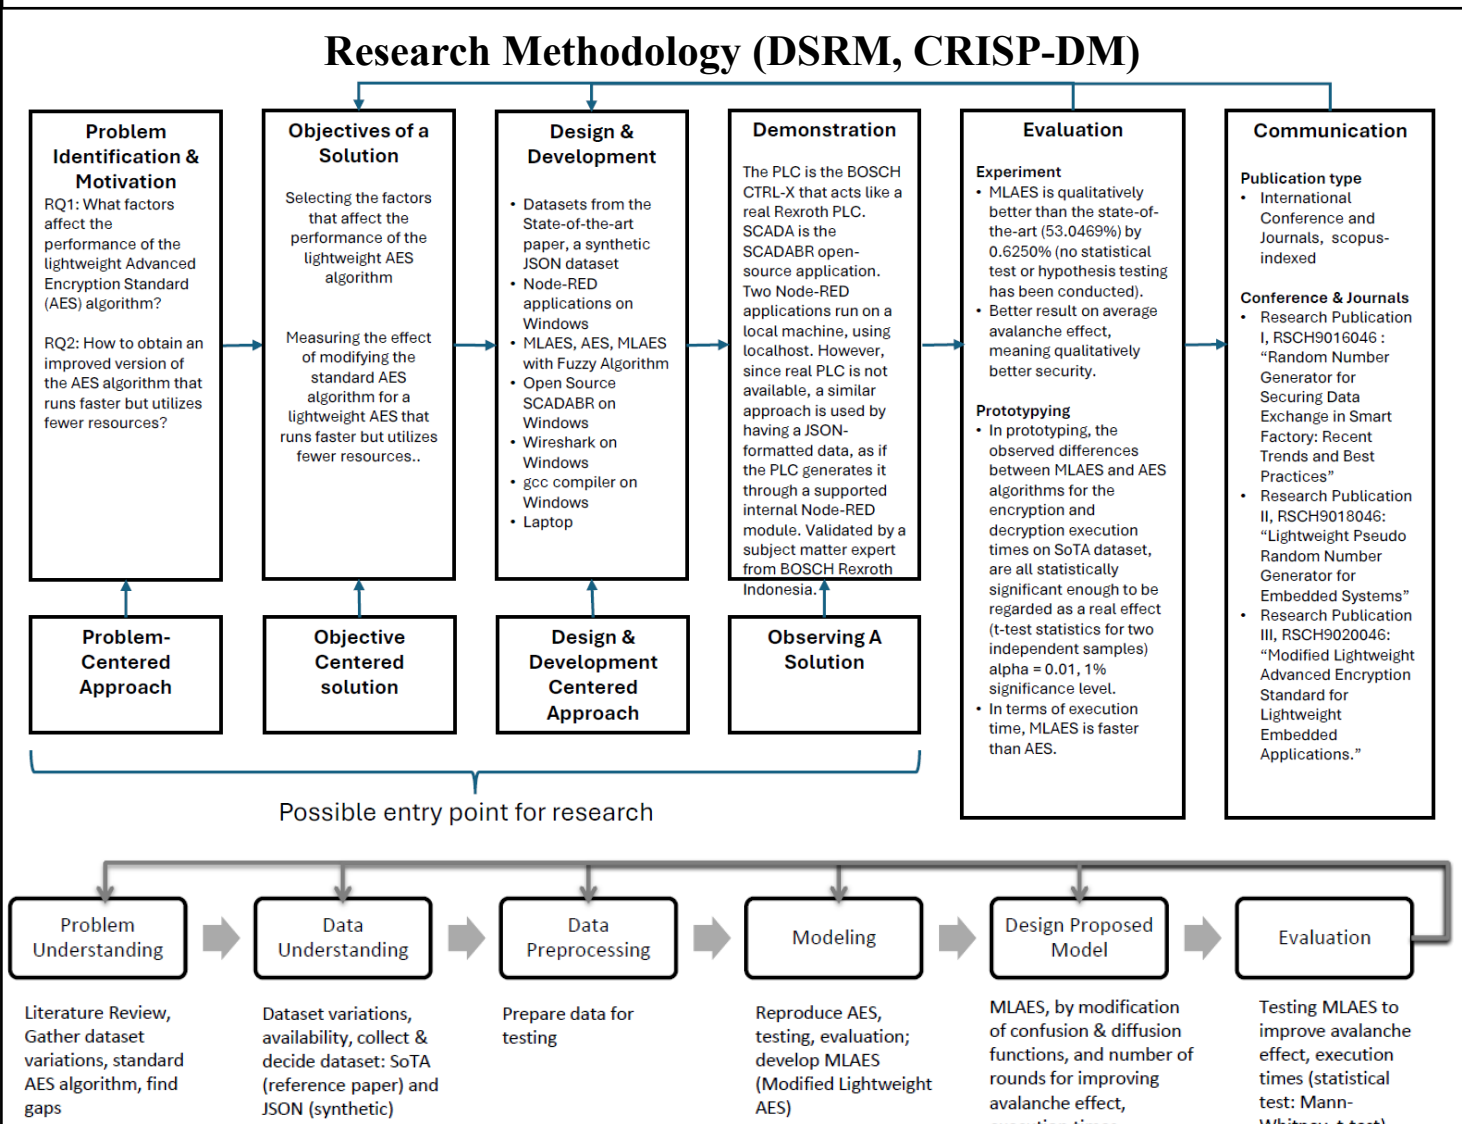 Research Methodology (DSRM, CRISP-DM)
Problem
Identification &
Motivation
RQ1: What factors
affect the
performance of the
lightweight Advanced
Encryption Standard
(AES) algorithm?
RQ2: How to obtain an
improved version of
the AES algorithm that
runs faster but utilizes
fewer resources?
Objectives of a
Solution
Selecting the factors
that affect the
performance of the
lightweight AES
algorithm
Measuring the effect
of modifying the
standard AES
algorithm for a
lightweight AES that
runs faster but utilizes
fewer resources..
Design &
Development
• Datasets from the
State-of-the-art
paper, a synthetic
JSON dataset
• Node-RED
applications on
Windows
• MLAES, AES, MLAES
with Fuzzy Algorithm
• Open Source
SCADABR on
Windows
• Wireshark on
Windows
• gcc compiler on
Windows
• Laptop
Demonstration
The PLC is the BOSCH
CTRL-X that acts like a
real Rexroth PLC.
SCADA is the
SCADABR open-
source application.
Two Node-RED
applications run on a
local machine, using
localhost. However,
since real PLC is not
available, a similar
approach is used by
having a JSON-
formatted data, as if
the PLC generates it
through a supported
internal Node-RED
module. Validated by a
subject matter expert
from BOSCH Rexroth
Indonesia.
Evaluation
Experiment
• MLAES is qualitatively
better than the state-of-
the-art (53.0469%) by
0.6250% (no statistical
test or hypothesis testing
has been conducted).
• Better result on average
avalanche effect,
meaning qualitatively
better security.
Prototypying
• In prototyping, the
observed differences
between MLAES and AES
algorithms for the
encryption and
decryption execution
times on SoTA dataset,
are all statistically
significant enough to be
regarded as a real effect
(t-test statistics for two
independent samples)
alpha = 0.01, 1%
significance level.
• In terms of execution
time, MLAES is faster
than AES.
Communication
Publication type
• International
Conference and
Journals, scopus-
indexed
Conference & Journals
• Research Publication
I, RSCH9016046 :
“Random Number
Generator for
Securing Data
Exchange in Smart
Factory: Recent
Trends and Best
Practices”
• Research Publication
II, RSCH9018046:
“Lightweight Pseudo
Random Number
Generator for
Embedded Systems”
• Research Publication
III, RSCH9020046:
“Modified Lightweight
Advanced Encryption
Standard for
Lightweight
Embedded
Applications.”
Problem-
Centered
Approach
Objective
Centered
solution
Design &
Development
Centered
Approach
Observing A
Solution
Possible entry point for research
Problem
Understanding
Data
Understanding
Data
Preprocessing
Modeling
Design Proposed
Model
Evaluation
Literature Review,
Gather dataset
variations, standard
AES algorithm, find
gaps
Dataset variations,
availability, collect &
decide dataset: SoTA
(reference paper) and
JSON (synthetic)
Prepare data for
testing
Reproduce AES,
testing, evaluation;
develop MLAES
(Modified Lightweight
AES)
MLAES, by modification
of confusion & diffusion
functions, and number of
rounds for improving
avalanche effect,
Testing MLAES to
improve avalanche
effect, execution
times (statistical
test: Mann-
Whitney, t-test)